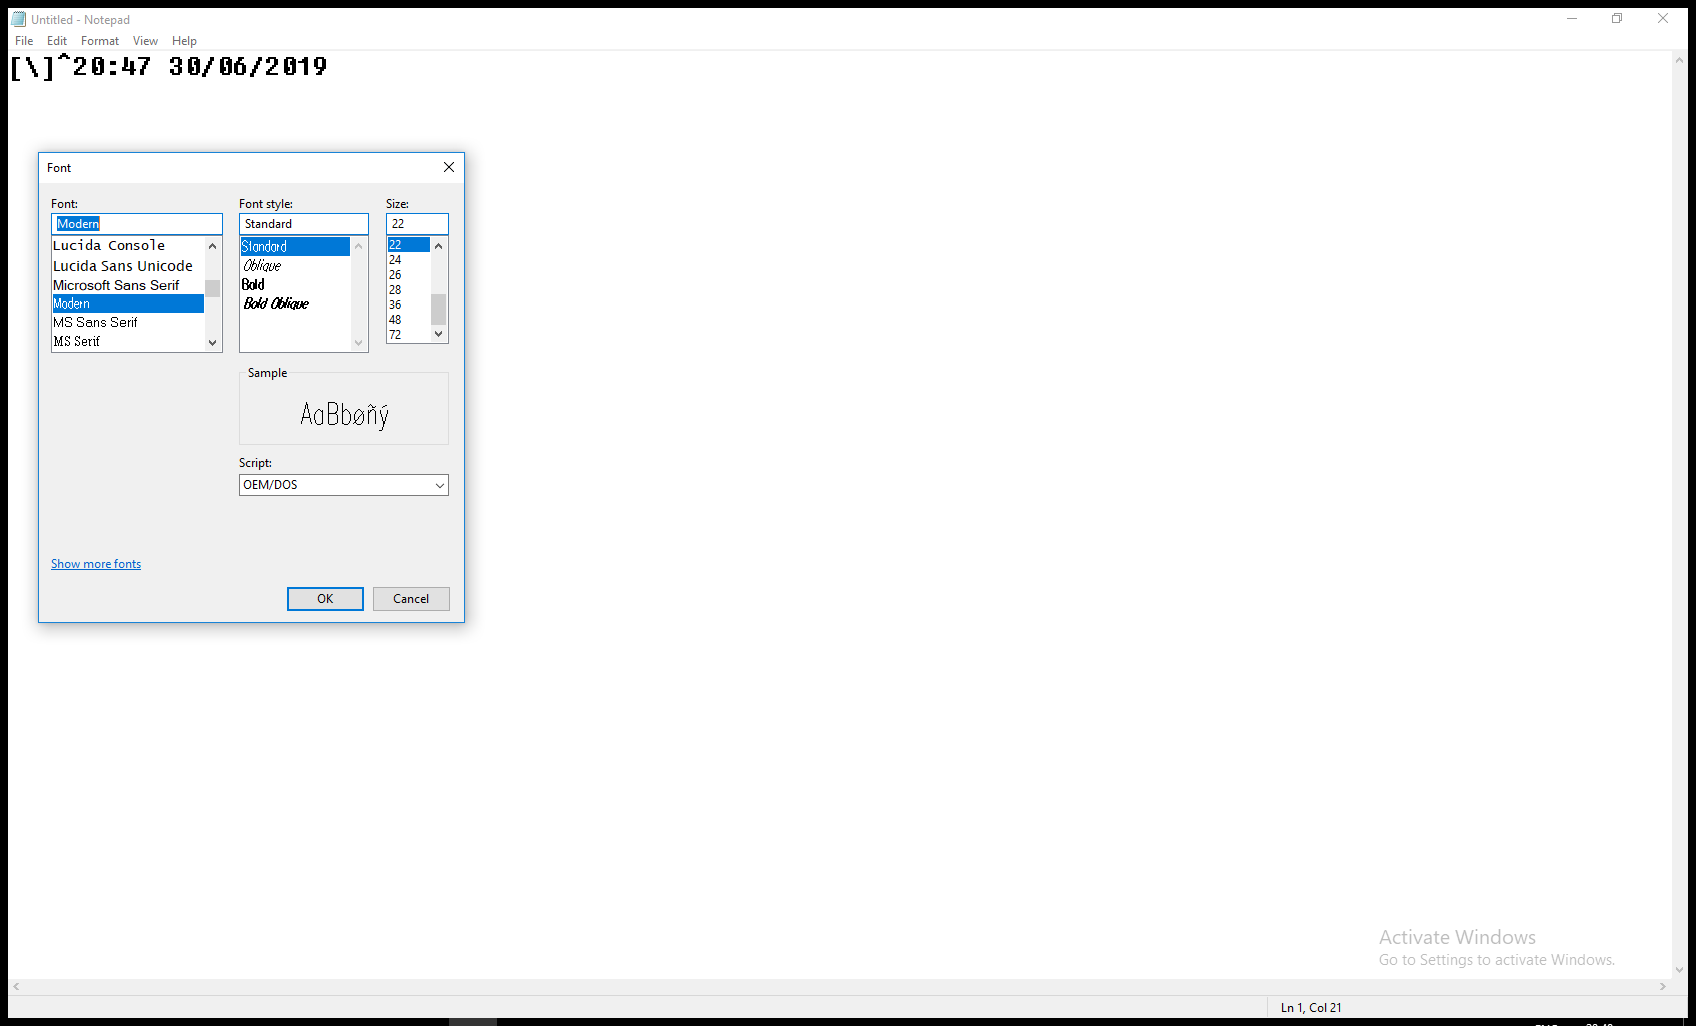 Untitled - Notepad
File Edit Format View Help
[\]^20:47 30/06/2019
Font
Font:
Modern
Lucida Console
Lucida Sans Unicode
Microsoft Sans Serif
Modern
MS Sans Serif
MS Serif
Font style:
Standard
Standard
Oblique
Bold
Bold Oblique
Size:
22
22
24
26
28
36
48
72
Sample
AaBbøñý
Script:
OEM/DOS
Show more fonts
OK Cancel
Activate Windows
Go to Settings to activate Windows.
Ln 1, Col 21